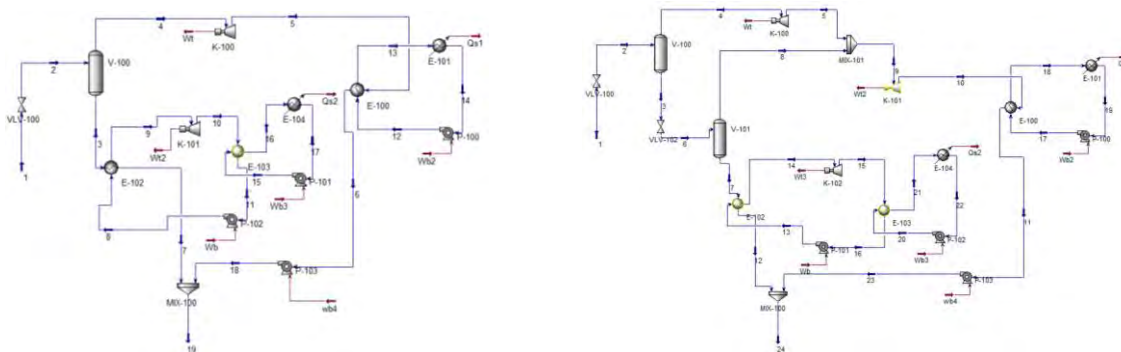 4
5
Wt
K-100
13
Qs1
E-101
2
V-100
14
Qs2
E-100
VLV-100
9
10
E-104
16
12
P-100
3
K-101
17
Wb2
Wt2
E-103
1
E-102
15
P-101
6
11
Wb3
P-102
8
7
Wb
18
P-103
MIX-100
wb4
19
4
5
Wt
K-100
2
V-100
8
MIX-101
9
18
E-101
10
VLV-100
Wt2
K-101
19
3
E-100
VLV-102
V-101
12
17
P-100
6
14
15
Wb2
Qs2
1
Wt3
K-102
E-104
7
21
22
E-102
E-103
11
13
20
P-102
P-101
16
Wb3
Wb
23
P-103
MIX-100
wb4
24